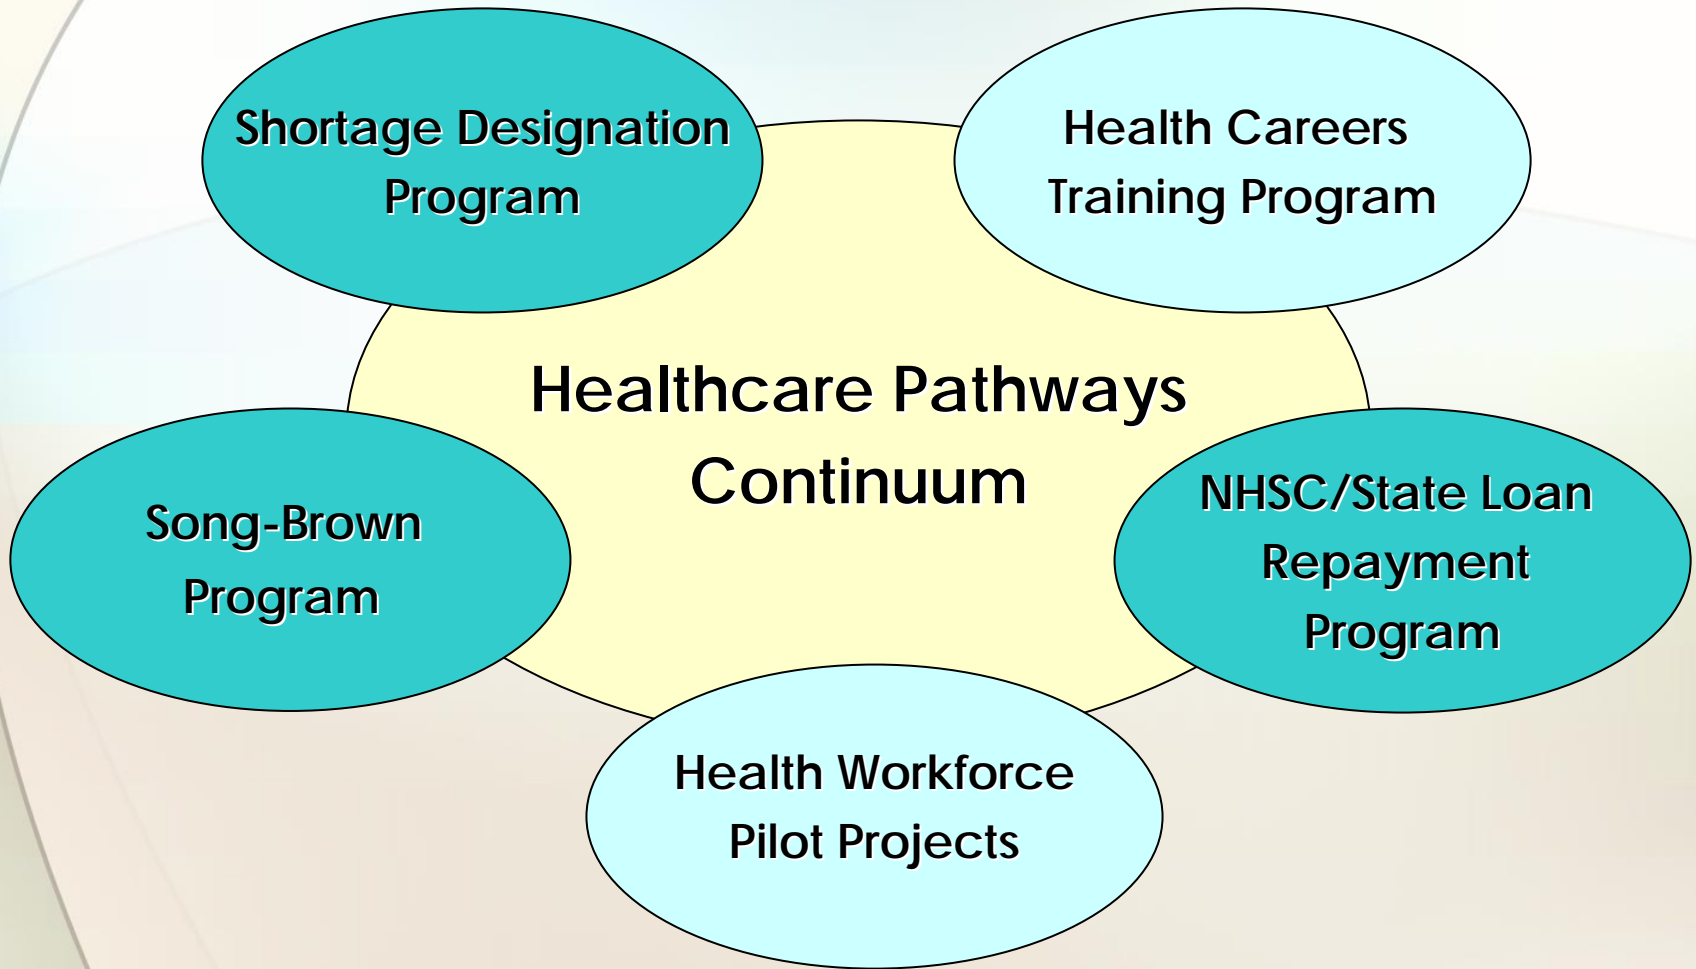 Shortage Designation
Program
Health Careers
Training Program
Healthcare Pathways
Continuum
Song-Brown
Program
NHSC/State Loan
Repayment
Program
Health Workforce
Pilot Projects